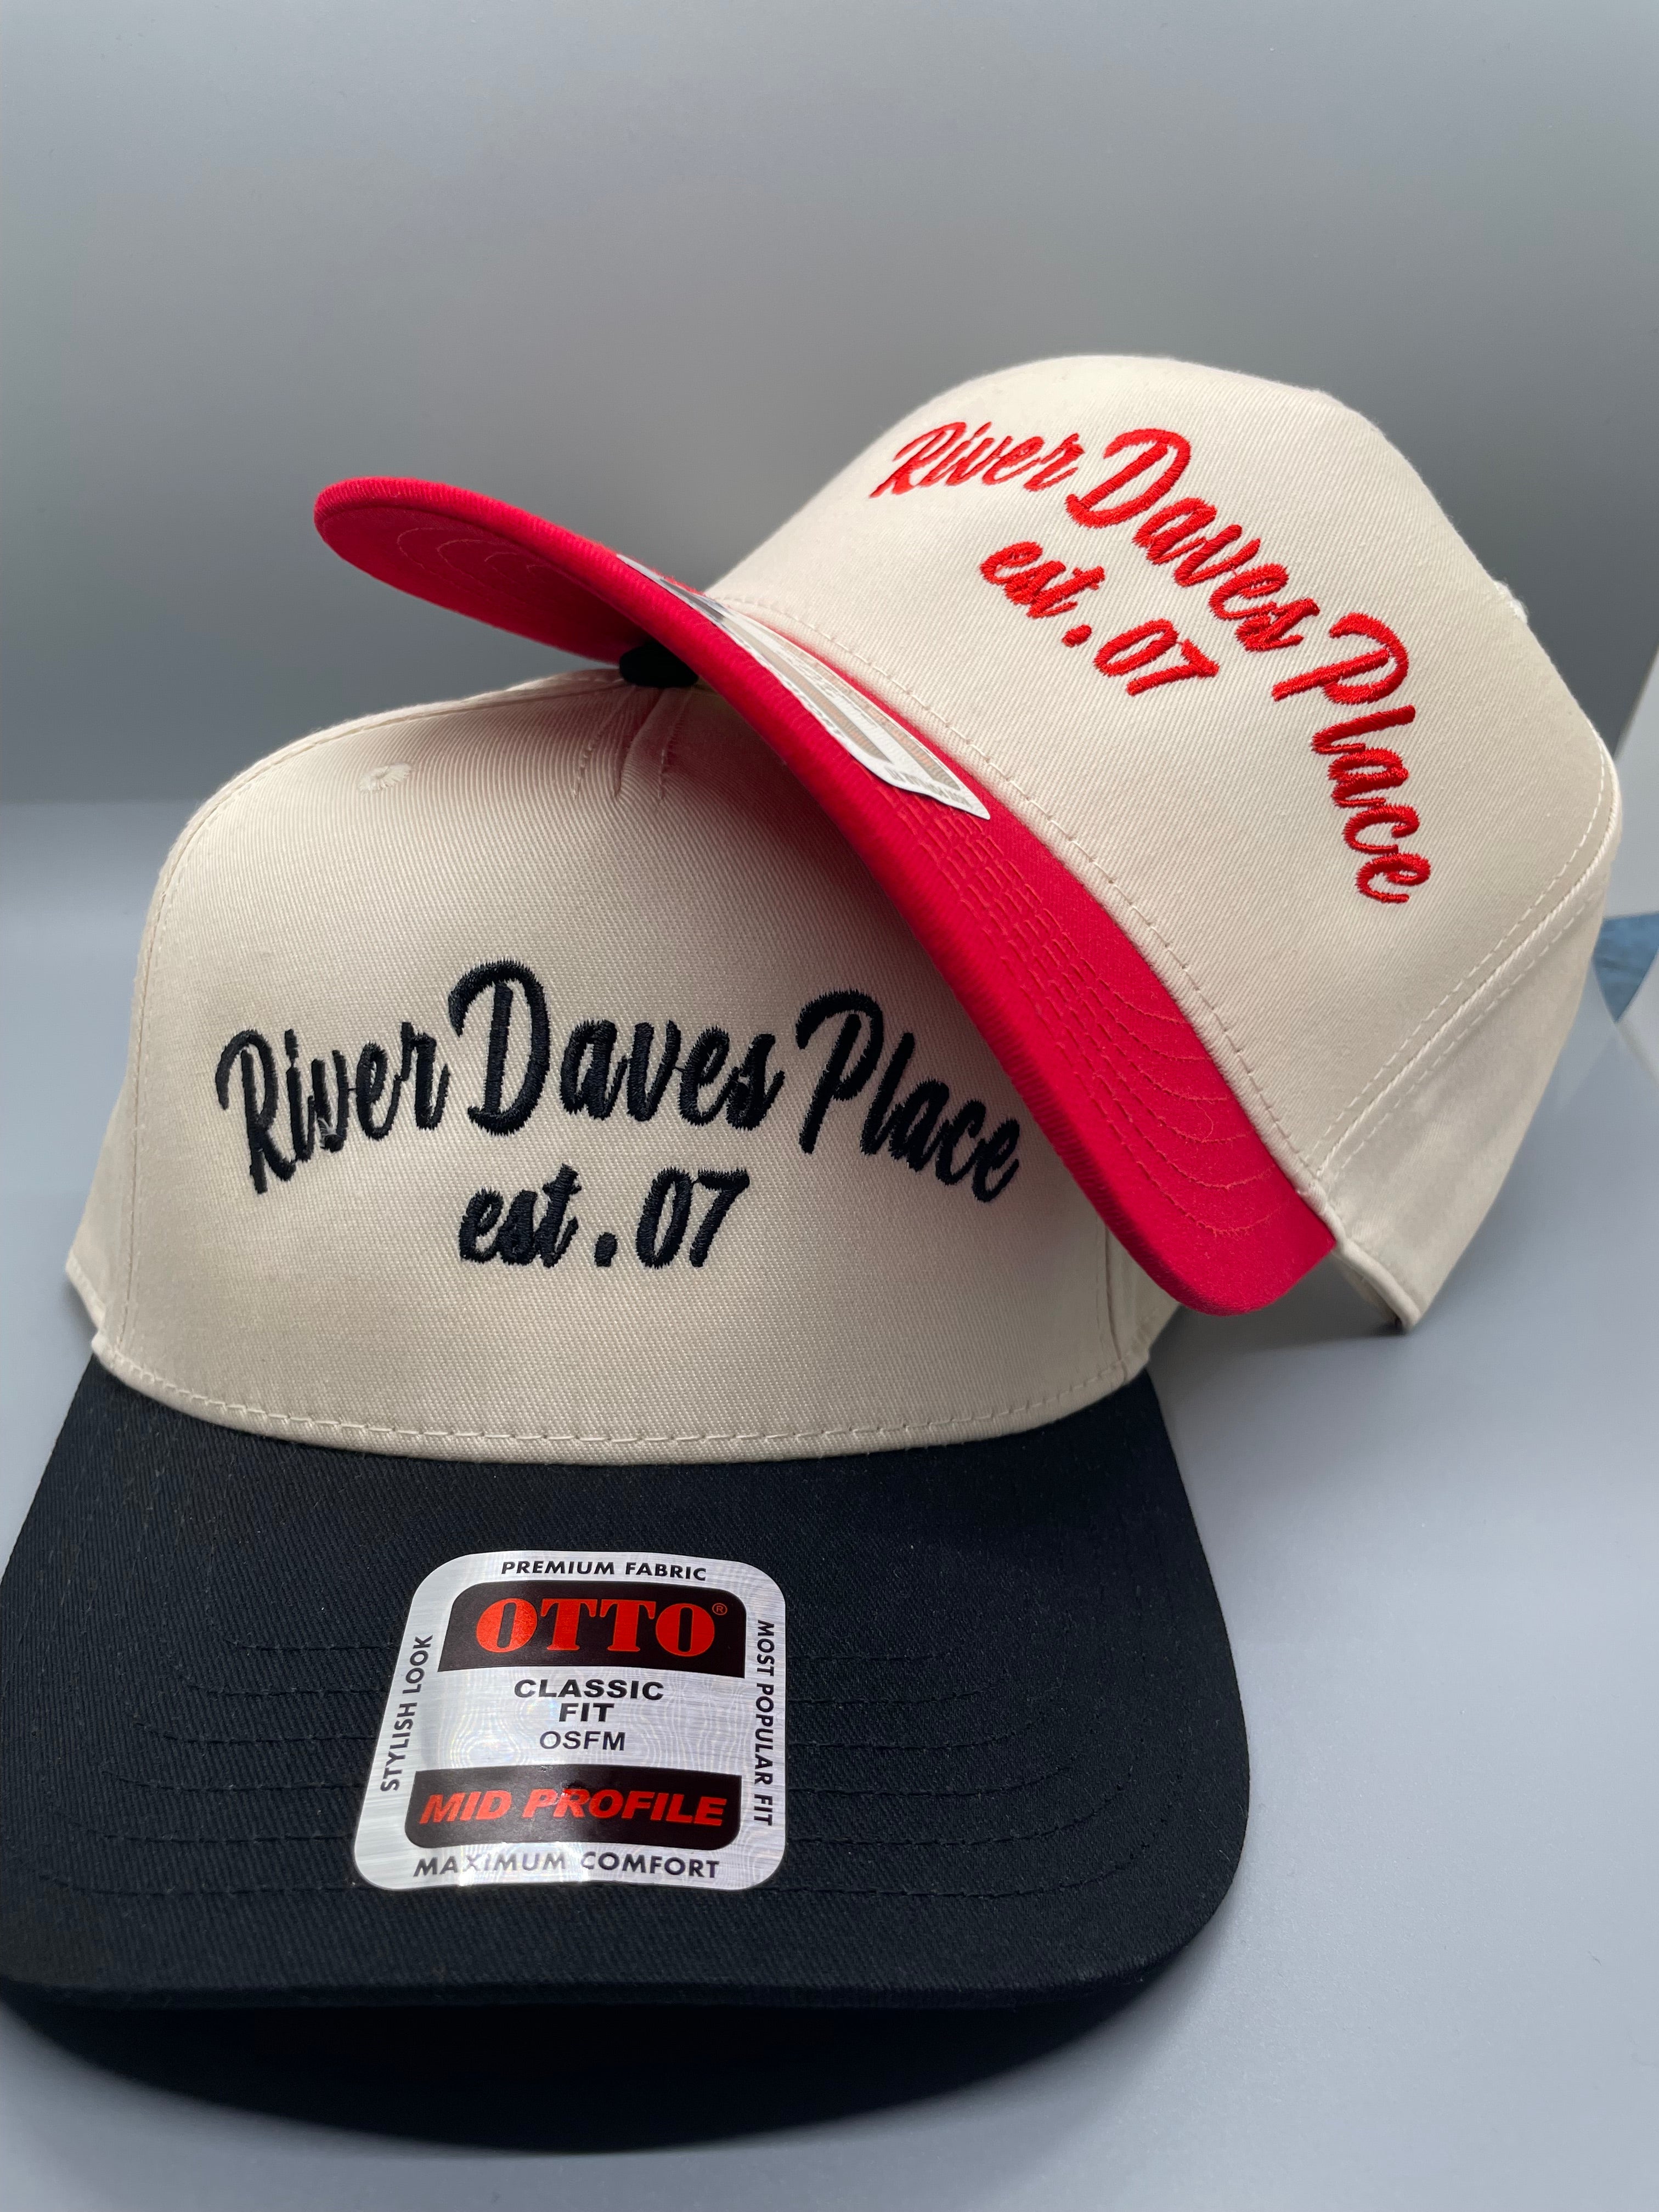 River Daves Place
est. 07
River Daves Place
est. 07
PREMIUM FABRIC
OTTO®
CLASSIC
FIT
OSFM
MID PROFILE
MAXIMUM COMFORT
STYLISH LOOK
MOST POPULAR FIT